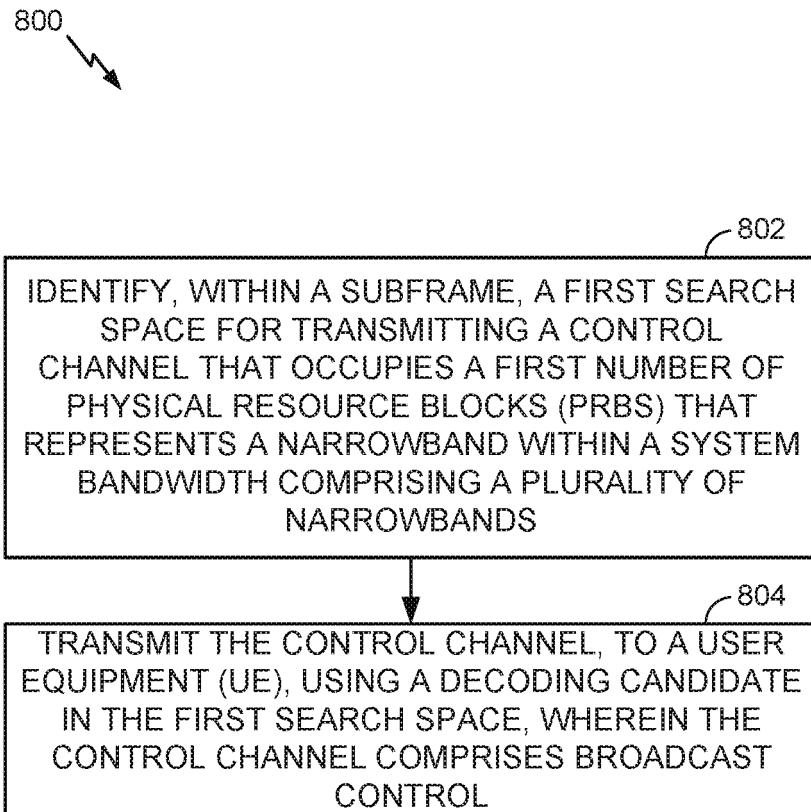 800
802
IDENTIFY, WITHIN A SUBFRAME, A FIRST SEARCH
SPACE FOR TRANSMITTING A CONTROL
CHANNEL THAT OCCUPIES A FIRST NUMBER OF
PHYSICAL RESOURCE BLOCKS (PRBS) THAT
REPRESENTS A NARROWBAND WITHIN A SYSTEM
BANDWIDTH COMPRISING A PLURALITY OF
NARROWBANDS
804
TRANSMIT THE CONTROL CHANNEL, TO A USER
EQUIPMENT (UE), USING A DECODING CANDIDATE
IN THE FIRST SEARCH SPACE, WHEREIN THE
CONTROL CHANNEL COMPRISES BROADCAST
CONTROL